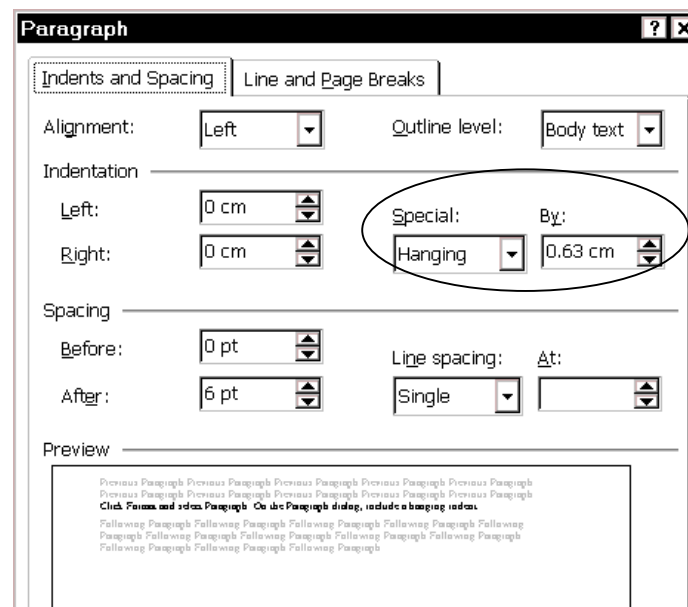 Paragraph ? X
Indents and Spacing Line and Page Breaks
Alignment: Left Outline level: Body text
Indentation
Left: 0 cm Special: By:
Right: 0 cm Hanging 0.63 cm
Spacing
Before: 0 pt Line spacing: At:
After: 6 pt Single
Preview
Previous Paragraph Previous Paragraph Previous Paragraph Previous Paragraph Previous Paragraph
Previous Paragraph Previous Paragraph Previous Paragraph Previous Paragraph Previous Paragraph
Click Format and select Paragraph. On the Paragraph dialog, include a hanging indent.
Following Paragraph Following Paragraph Following Paragraph Following Paragraph Following
Paragraph Following Paragraph Following Paragraph Following Paragraph Following Paragraph
Following Paragraph Following Paragraph Following Paragraph